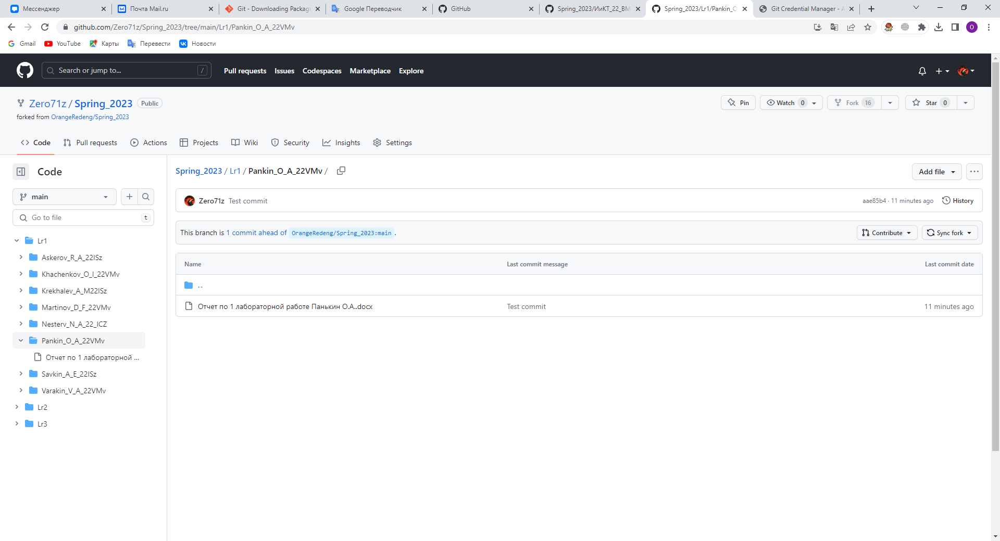 Мессенджер
Почта Mail.ru
Git - Downloading Package
Google Переводчик
GitHub
Spring_2023/ИиКТ_22_ВМ
Spring_2023/Lr1/Pankin_O
Git Credential Manager - A
github.com/Zero71z/Spring_2023/tree/main/Lr1/Pankin_O_A_22VMv
O
Gmail YouTube Карты Перевести Новости
Search or jump to... /
Pull requests Issues Codespaces Marketplace Explore
Zero71z / Spring_2023 Public
Pin Watch 0 Fork 16 Star 0
forked from OrangeRedeng/Spring_2023
Code Pull requests Actions Projects Wiki Security Insights Settings
Code
Spring_2023 / Lr1 / Pankin_O_A_22VMv /
Add file
main
Zero71z Test commit
aae85b4 · 11 minutes ago History
Go to file t
This branch is 1 commit ahead of OrangeRedeng/Spring_2023:main .
Contribute Sync fork
Lr1
Askerov_R_A_22ISz
Khachenkov_O_I_22VMv
Krekhalev_A_M22ISz
Martinov_D_F_22VMv
Nesterv_N_A_22_ICZ
Pankin_O_A_22VMv
Отчет по 1 лабораторной ...
Savkin_A_E_22ISz
Varakin_V_A_22VMv
Lr2
Lr3
Name Last commit message Last commit date
..
Отчет по 1 лабораторной работе Панькин О.А..docx Test commit 11 minutes ago